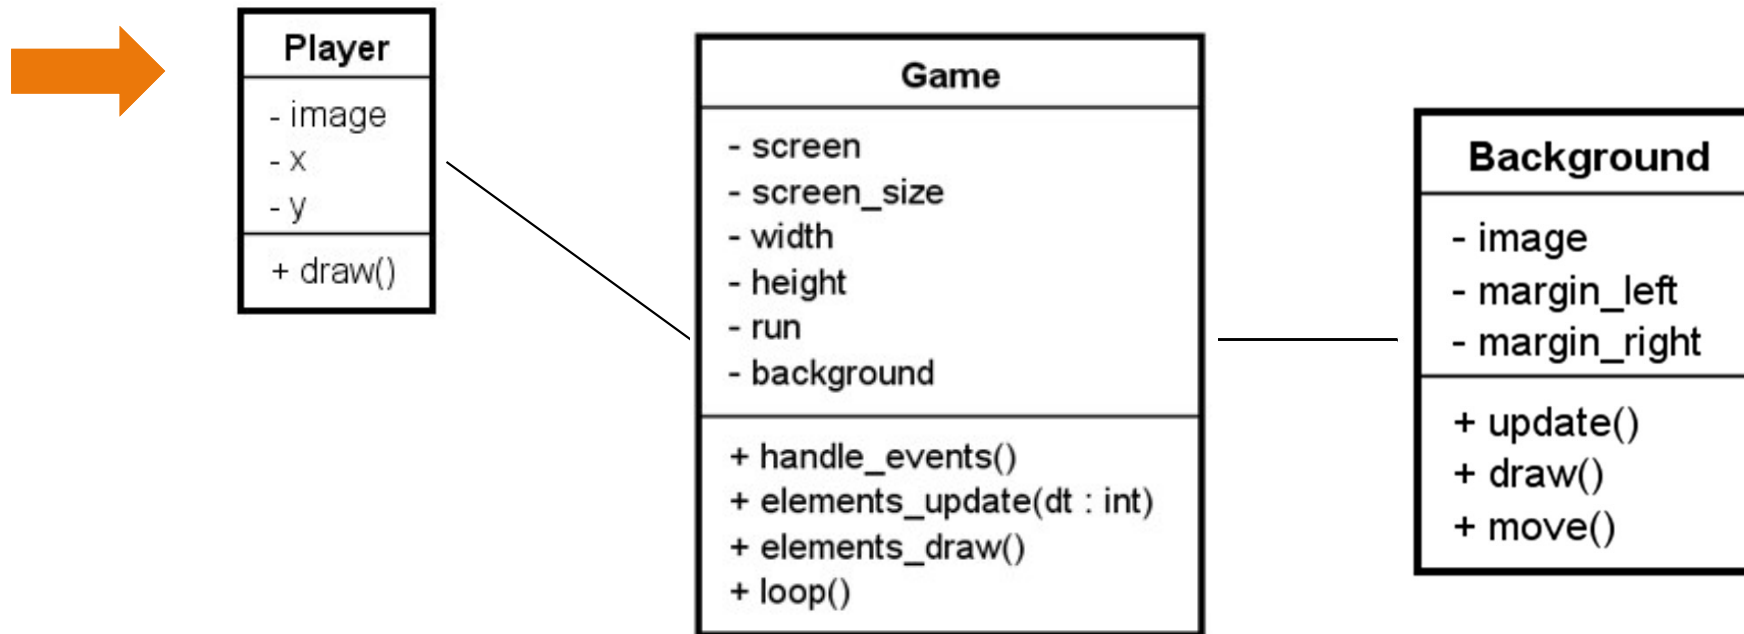 Player
- image
- x
- y
+ draw()
Game
- screen
- screen_size
- width
- height
- run
- background
+ handle_events()
+ elements_update(dt : int)
+ elements_draw()
+ loop()
Background
- image
- margin_left
- margin_right
+ update()
+ draw()
+ move()